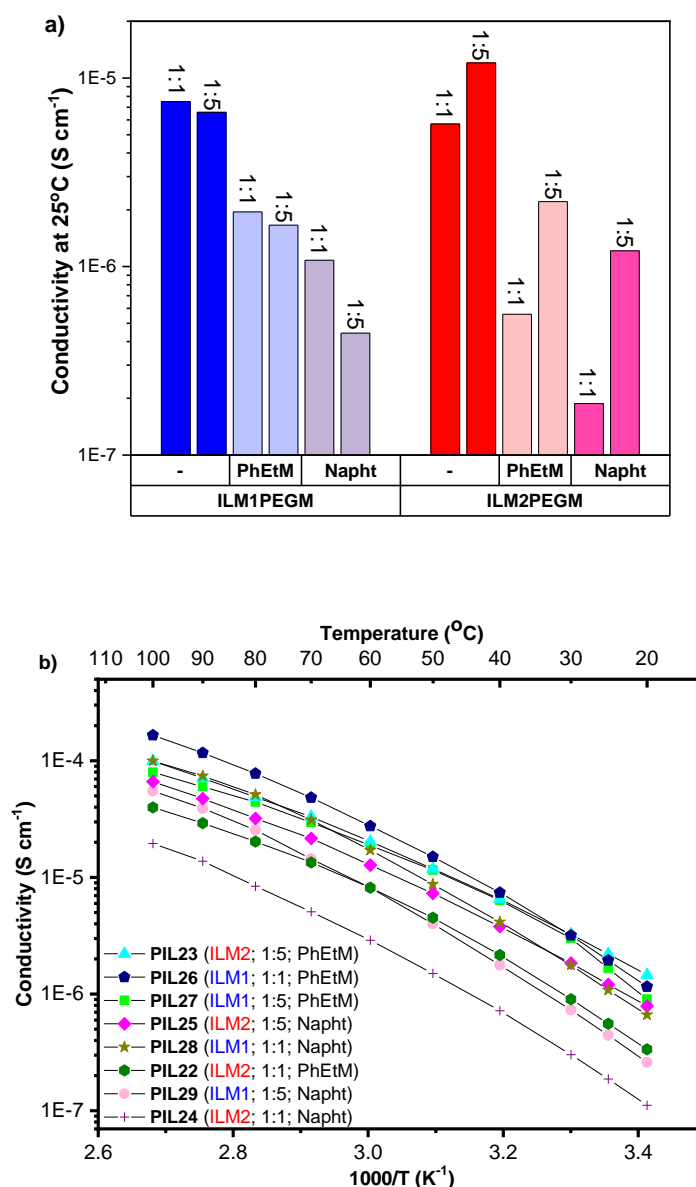 a)
Conductivity at 25°C (S cm⁻¹)
1E-5
1E-6
1E-7
1:1
1:5
1:1
1:5
1:1
1:5
1:1
1:5
1:1
1:5
1:1
1:5
- PhEtM Napht - PhEtM Napht
ILM1PEGM ILM2PEGM
Temperature (°C)
b)
110 100 90 80 70 60 50 40 30 20
Conductivity (S cm⁻¹)
1E-4
1E-5
1E-6
1E-7
PIL23 (ILM2; 1:5; PhEtM)
PIL26 (ILM1; 1:1; PhEtM)
PIL27 (ILM1; 1:5; PhEtM)
PIL25 (ILM2; 1:5; Napht)
PIL28 (ILM1; 1:1; Napht)
PIL22 (ILM2; 1:1; PhEtM)
PIL29 (ILM1; 1:5; Napht)
PIL24 (ILM2; 1:1; Napht)
2.6 2.8 3.0 3.2 3.4
1000/T (K⁻¹)